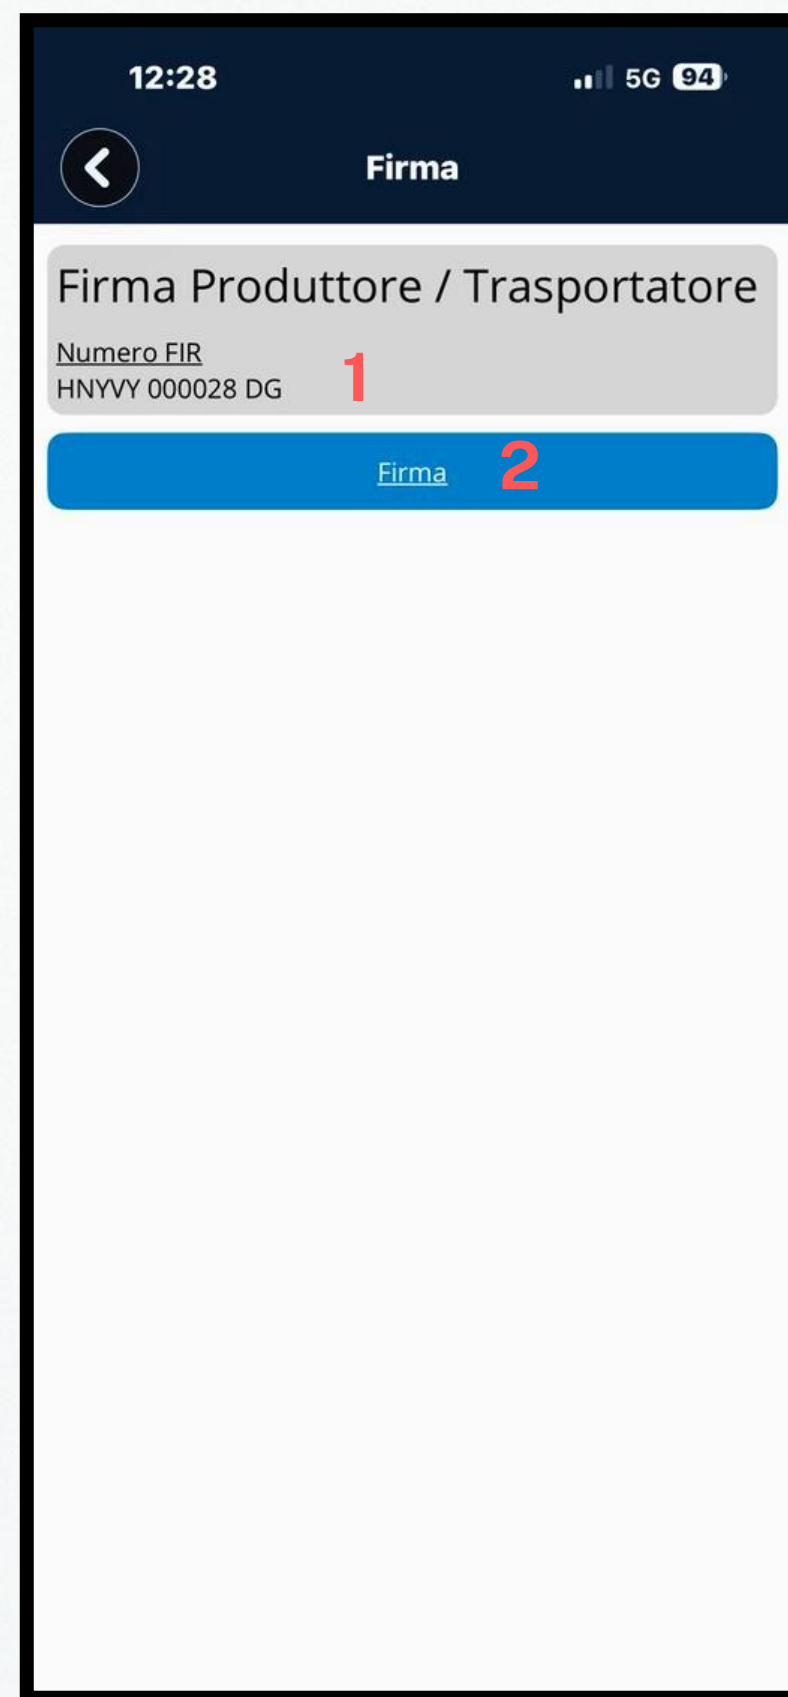 12:28 5G 94
Firma
Firma Produttore / Trasportatore
Numero FIR
HNYVY 000028 DG 1
Firma 2